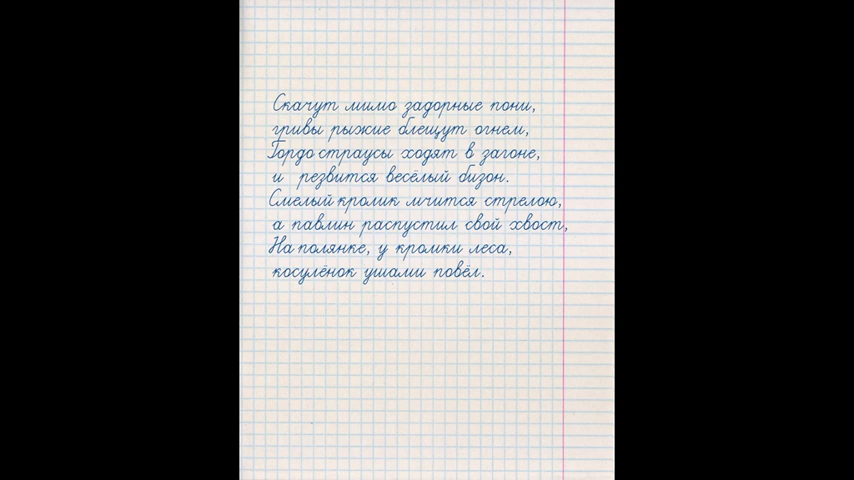 Скачут мимо задорные пони,
гривы рыжие блещут огнем,
Гордо страусы ходят в загоне,
и резвится весёлый бизон.
Смелый кролик мчится стрелою,
а павлин распустил свой хвост,
На полянке, у кромки леса,
косулёнок ушами повёл.